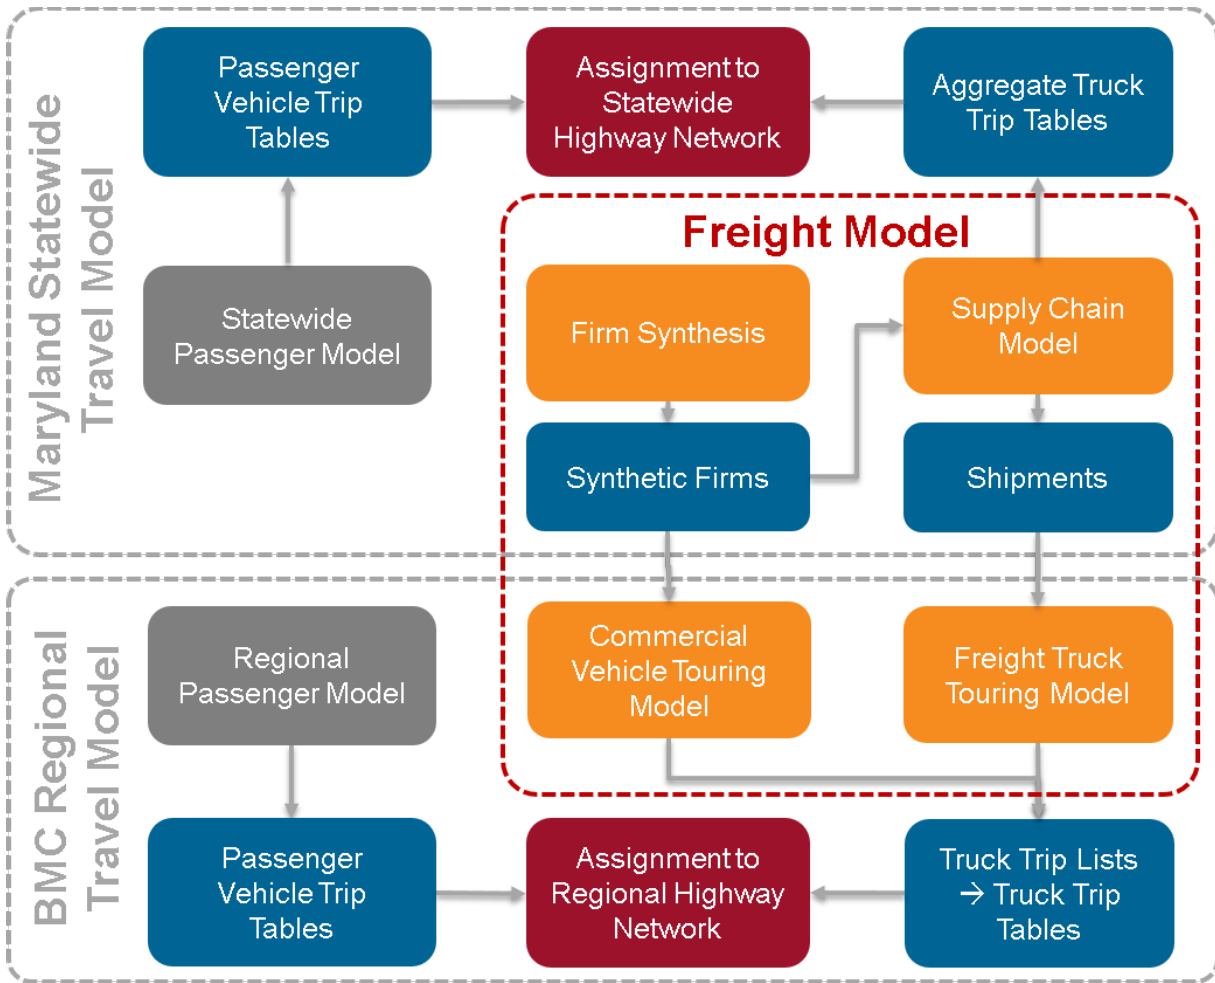 Maryland Statewide
Travel Model
Passenger
Vehicle Trip
Tables
Assignment to
Statewide
Highway Network
Aggregate Truck
Trip Tables
Freight Model
Statewide
Passenger Model
Firm Synthesis
Supply Chain
Model
Synthetic Firms
Shipments
BMC Regional
Travel Model
Regional
Passenger Model
Commercial
Vehicle Touring
Model
Freight Truck
Touring Model
Passenger
Vehicle Trip
Tables
Assignment to
Regional Highway
Network
Truck Trip Lists
→ Truck Trip
Tables